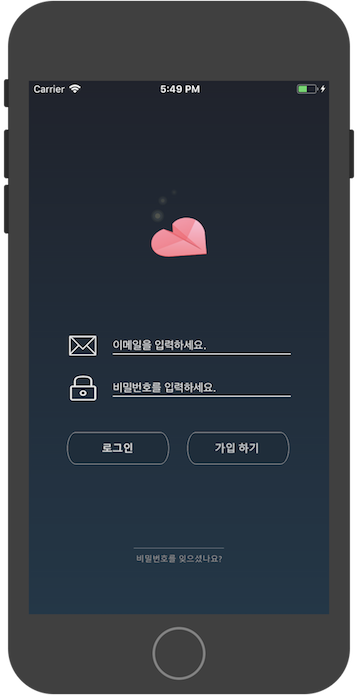 Carrier 5:49 PM
이메일을 입력하세요.
비밀번호를 입력하세요.
로그인 가입 하기
비밀번호를 잊으셨나요?